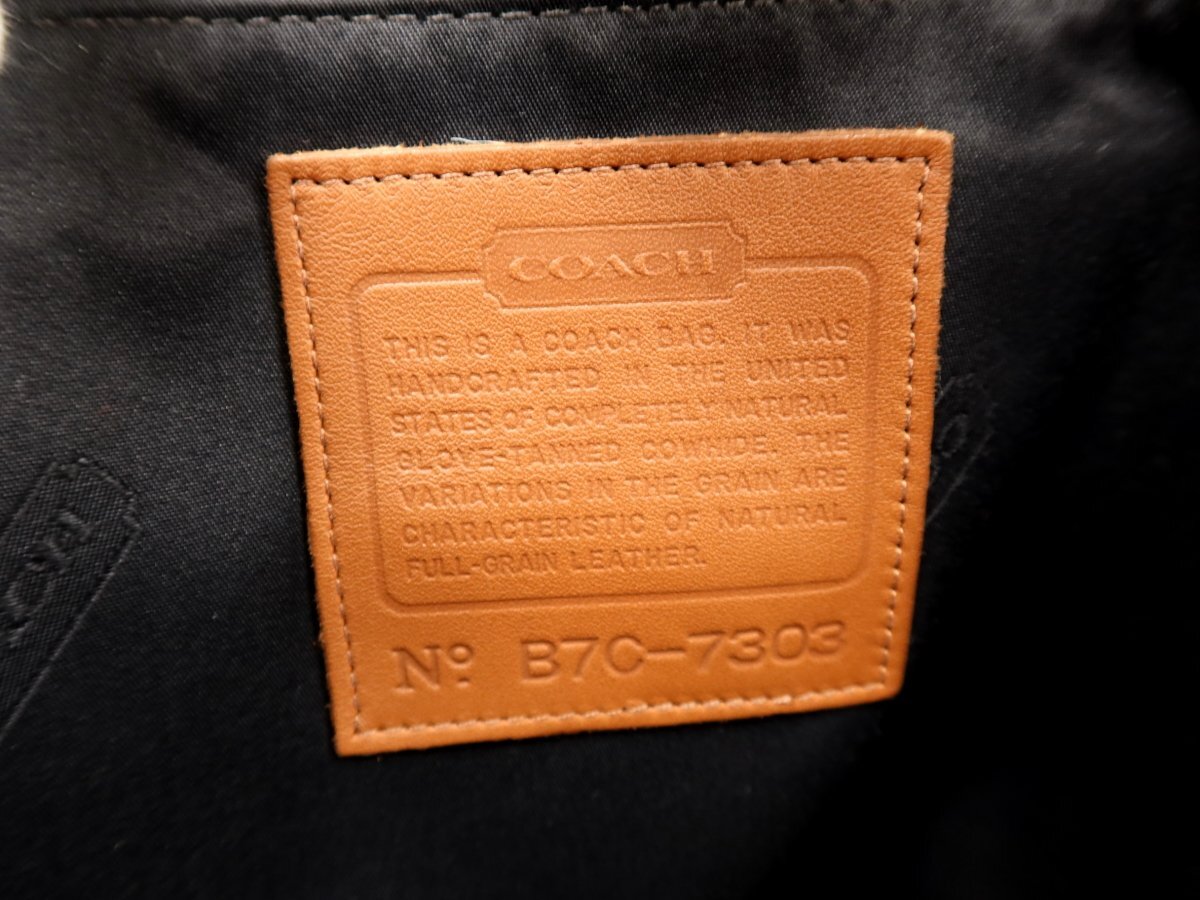 COACH
THIS IS A COACH BAG. IT WAS
HANDCRAFTED IN THE UNITED
STATES OF COMPLETELY NATURAL
GLOVE-TANNED COWHIDE. THE
VARIATIONS IN THE GRAIN ARE
CHARACTERISTIC OF NATURAL
FULL-GRAIN LEATHER.
Nº. B7C-7303